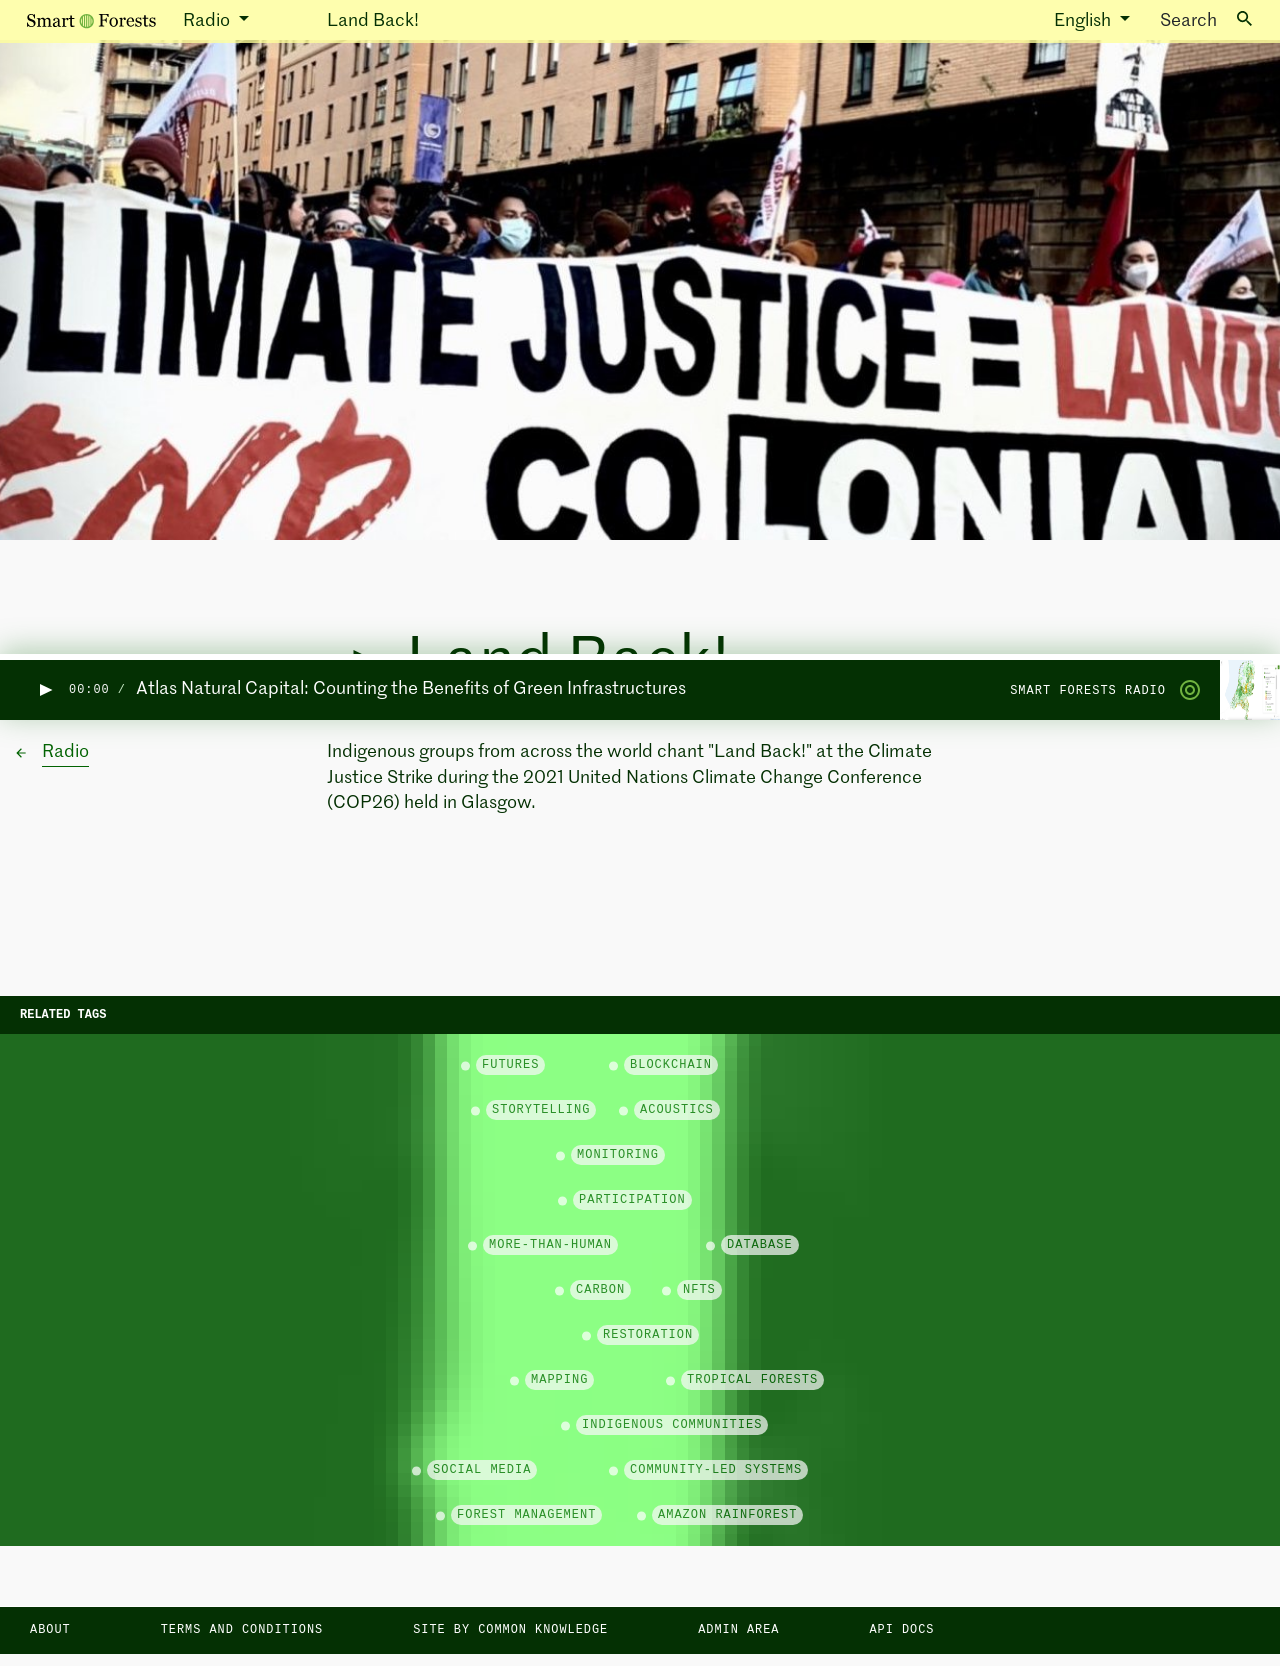 Smart Forests Radio Land Back! English Search
CLIMATE JUSTICE = LAND
END COLONIAL
Land Back!
00:00 / Atlas Natural Capital: Counting the Benefits of Green Infrastructures SMART FORESTS RADIO
Radio
Indigenous groups from across the world chant "Land Back!" at the Climate
Justice Strike during the 2021 United Nations Climate Change Conference
(COP26) held in Glasgow.
RELATED TAGS
FUTURES BLOCKCHAIN
STORYTELLING ACOUSTICS
MONITORING
PARTICIPATION
MORE-THAN-HUMAN DATABASE
CARBON NFTS
RESTORATION
MAPPING TROPICAL FORESTS
INDIGENOUS COMMUNITIES
SOCIAL MEDIA COMMUNITY-LED SYSTEMS
FOREST MANAGEMENT AMAZON RAINFOREST
ABOUT TERMS AND CONDITIONS SITE BY COMMON KNOWLEDGE ADMIN AREA API DOCS